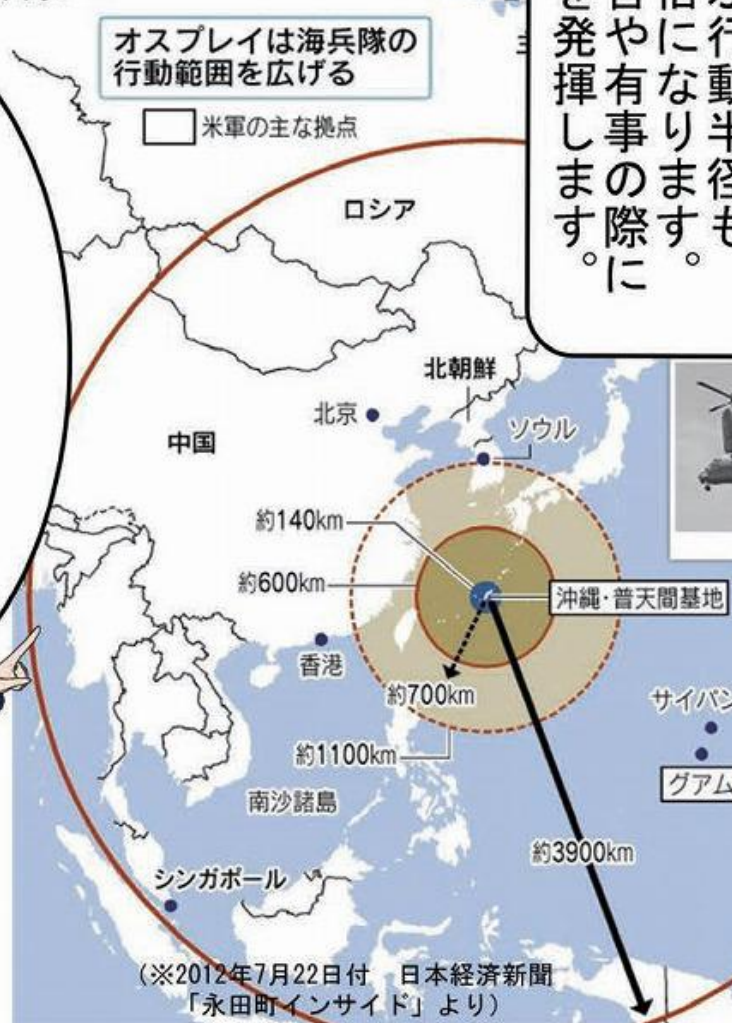 オスプレイは海兵隊の
行動範囲を広げる
米軍の主な拠点
行動半径も
になります。
や有事の際に
発揮します。
ロシア
北朝鮮
北京
ソウル
中国
約140km
約600km
沖縄・普天間基地
香港
約700km
サイパン
約1100km
グアム
南沙諸島
約3900km
シンガポール
(※2012年7月22日付　日本経済新聞
「永田町インサイド」より)